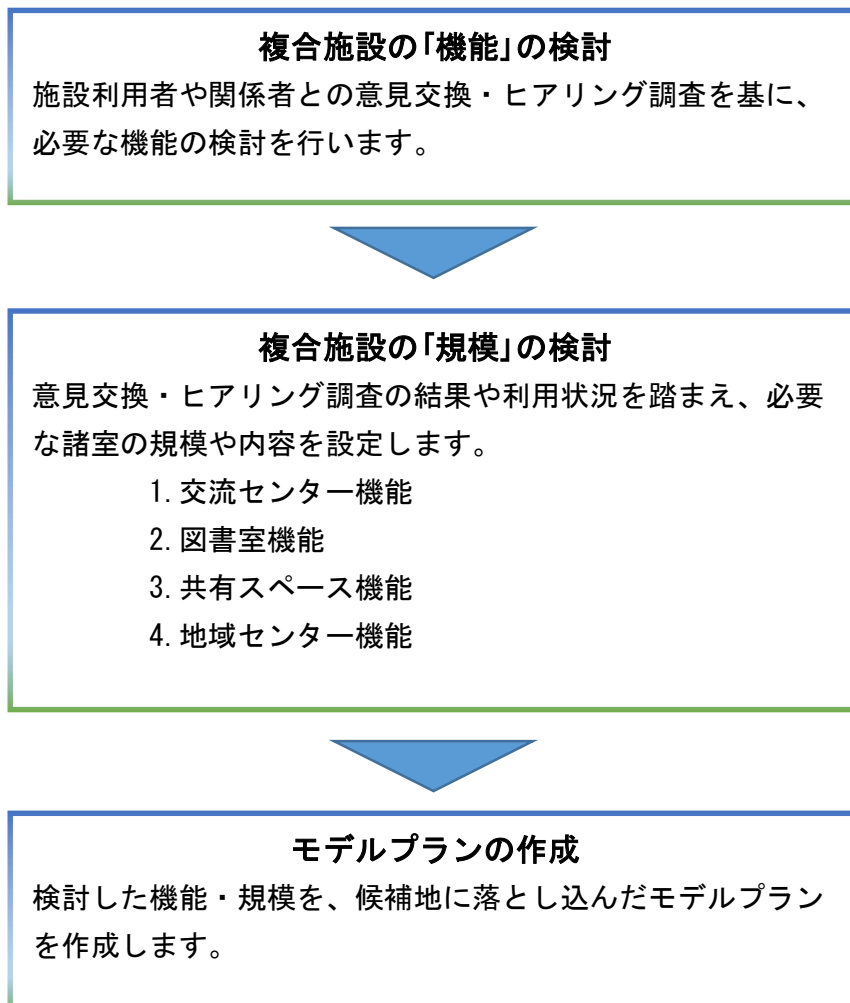 複合施設の「機能」の検討
施設利用者や関係者との意見交換・ヒアリング調査を基に、
必要な機能の検討を行います。
複合施設の「規模」の検討
意見交換・ヒアリング調査の結果や利用状況を踏まえ、必要
な諸室の規模や内容を設定します。
1. 交流センター機能
2. 図書室機能
3. 共有スペース機能
4. 地域センター機能
モデルプランの作成
検討した機能・規模を、候補地に落とし込んだモデルプラン
を作成します。